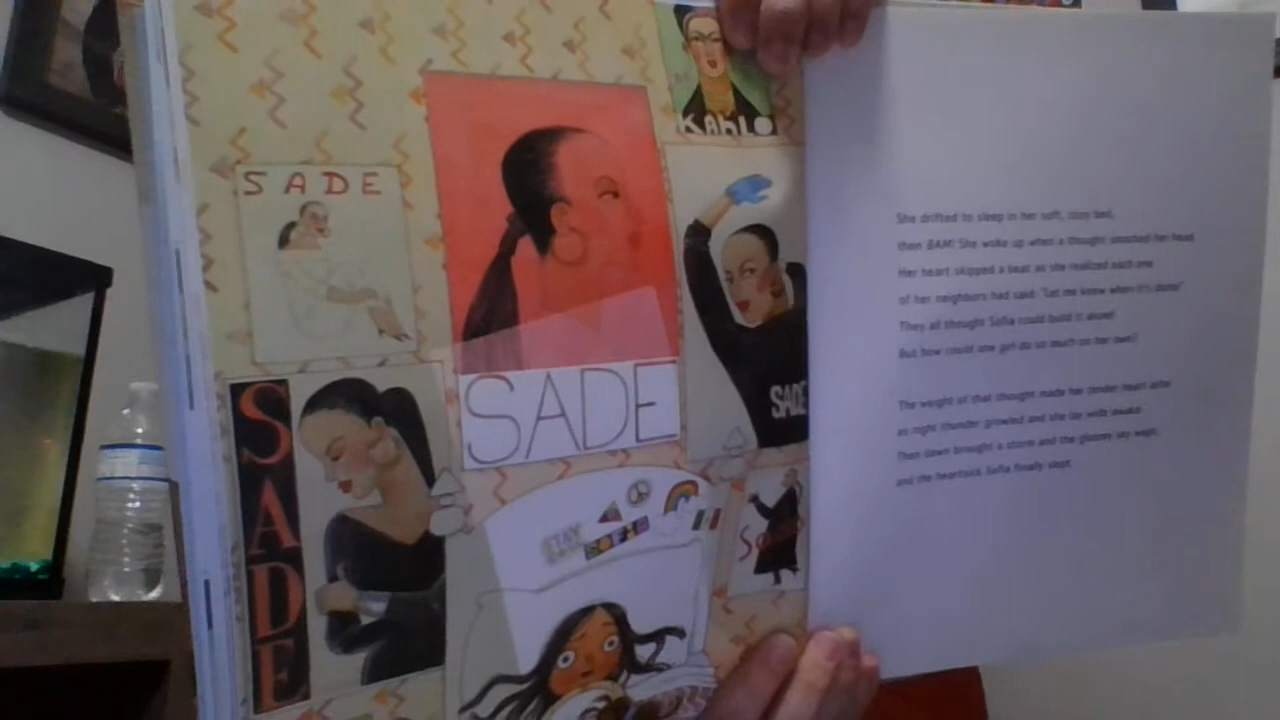 KAHLO
SADE
SADE
SADE
SADE
STAY
SOFIA
Sade
She drifted to sleep in her soft, cozy bed,
then BAM! She woke up when a thought smashed her head.
Her heart skipped a beat as she realized each one
of her neighbors had said: "Let me know when it's done!"
They all thought Sofia could build it alone!
But how could one girl do so much on her own?
The weight of that thought made her tender heart ache
as night thunder growled and she lay wide awake.
Then dawn brought a storm and the gloomy sky wept,
and the heartsick Sofia finally slept.